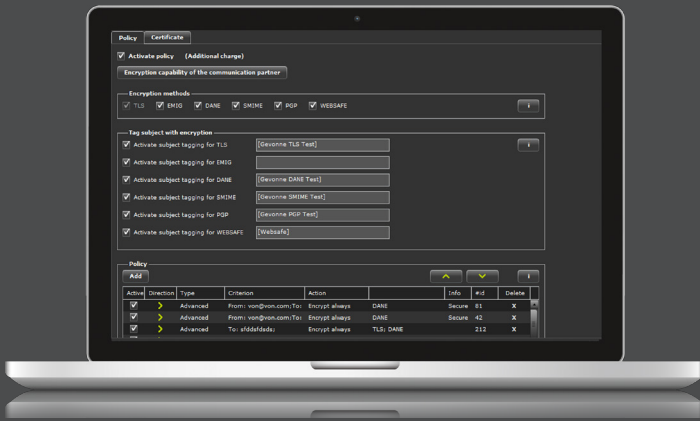 Policy Certificate
Activate policy (Additional charge)
Encryption capability of the communication partner
Encryption methods
TLS EMIG DANE SMIME PGP WEBSAFE i
Tag subject with encryption
Activate subject tagging for TLS [Gevonne TLS Test] i
Activate subject tagging for EMIG
Activate subject tagging for DANE [Gevonne DANE Test]
Activate subject tagging for SMIME [Gevonne SMIME Test]
Activate subject tagging for PGP [Gevonne PGP Test]
Activate subject tagging for WEBSAFE [Websafe]
Policy
Add i
Active Direction Type Criterion Action Info #id Delete
Advanced From: von@von.com;To: Encrypt always DANE Secure 81 X
Advanced From: von@von.com;To: Encrypt always DANE Secure 42 X
Advanced To: sfddsfdads; Encrypt always TLS; DANE 212 X